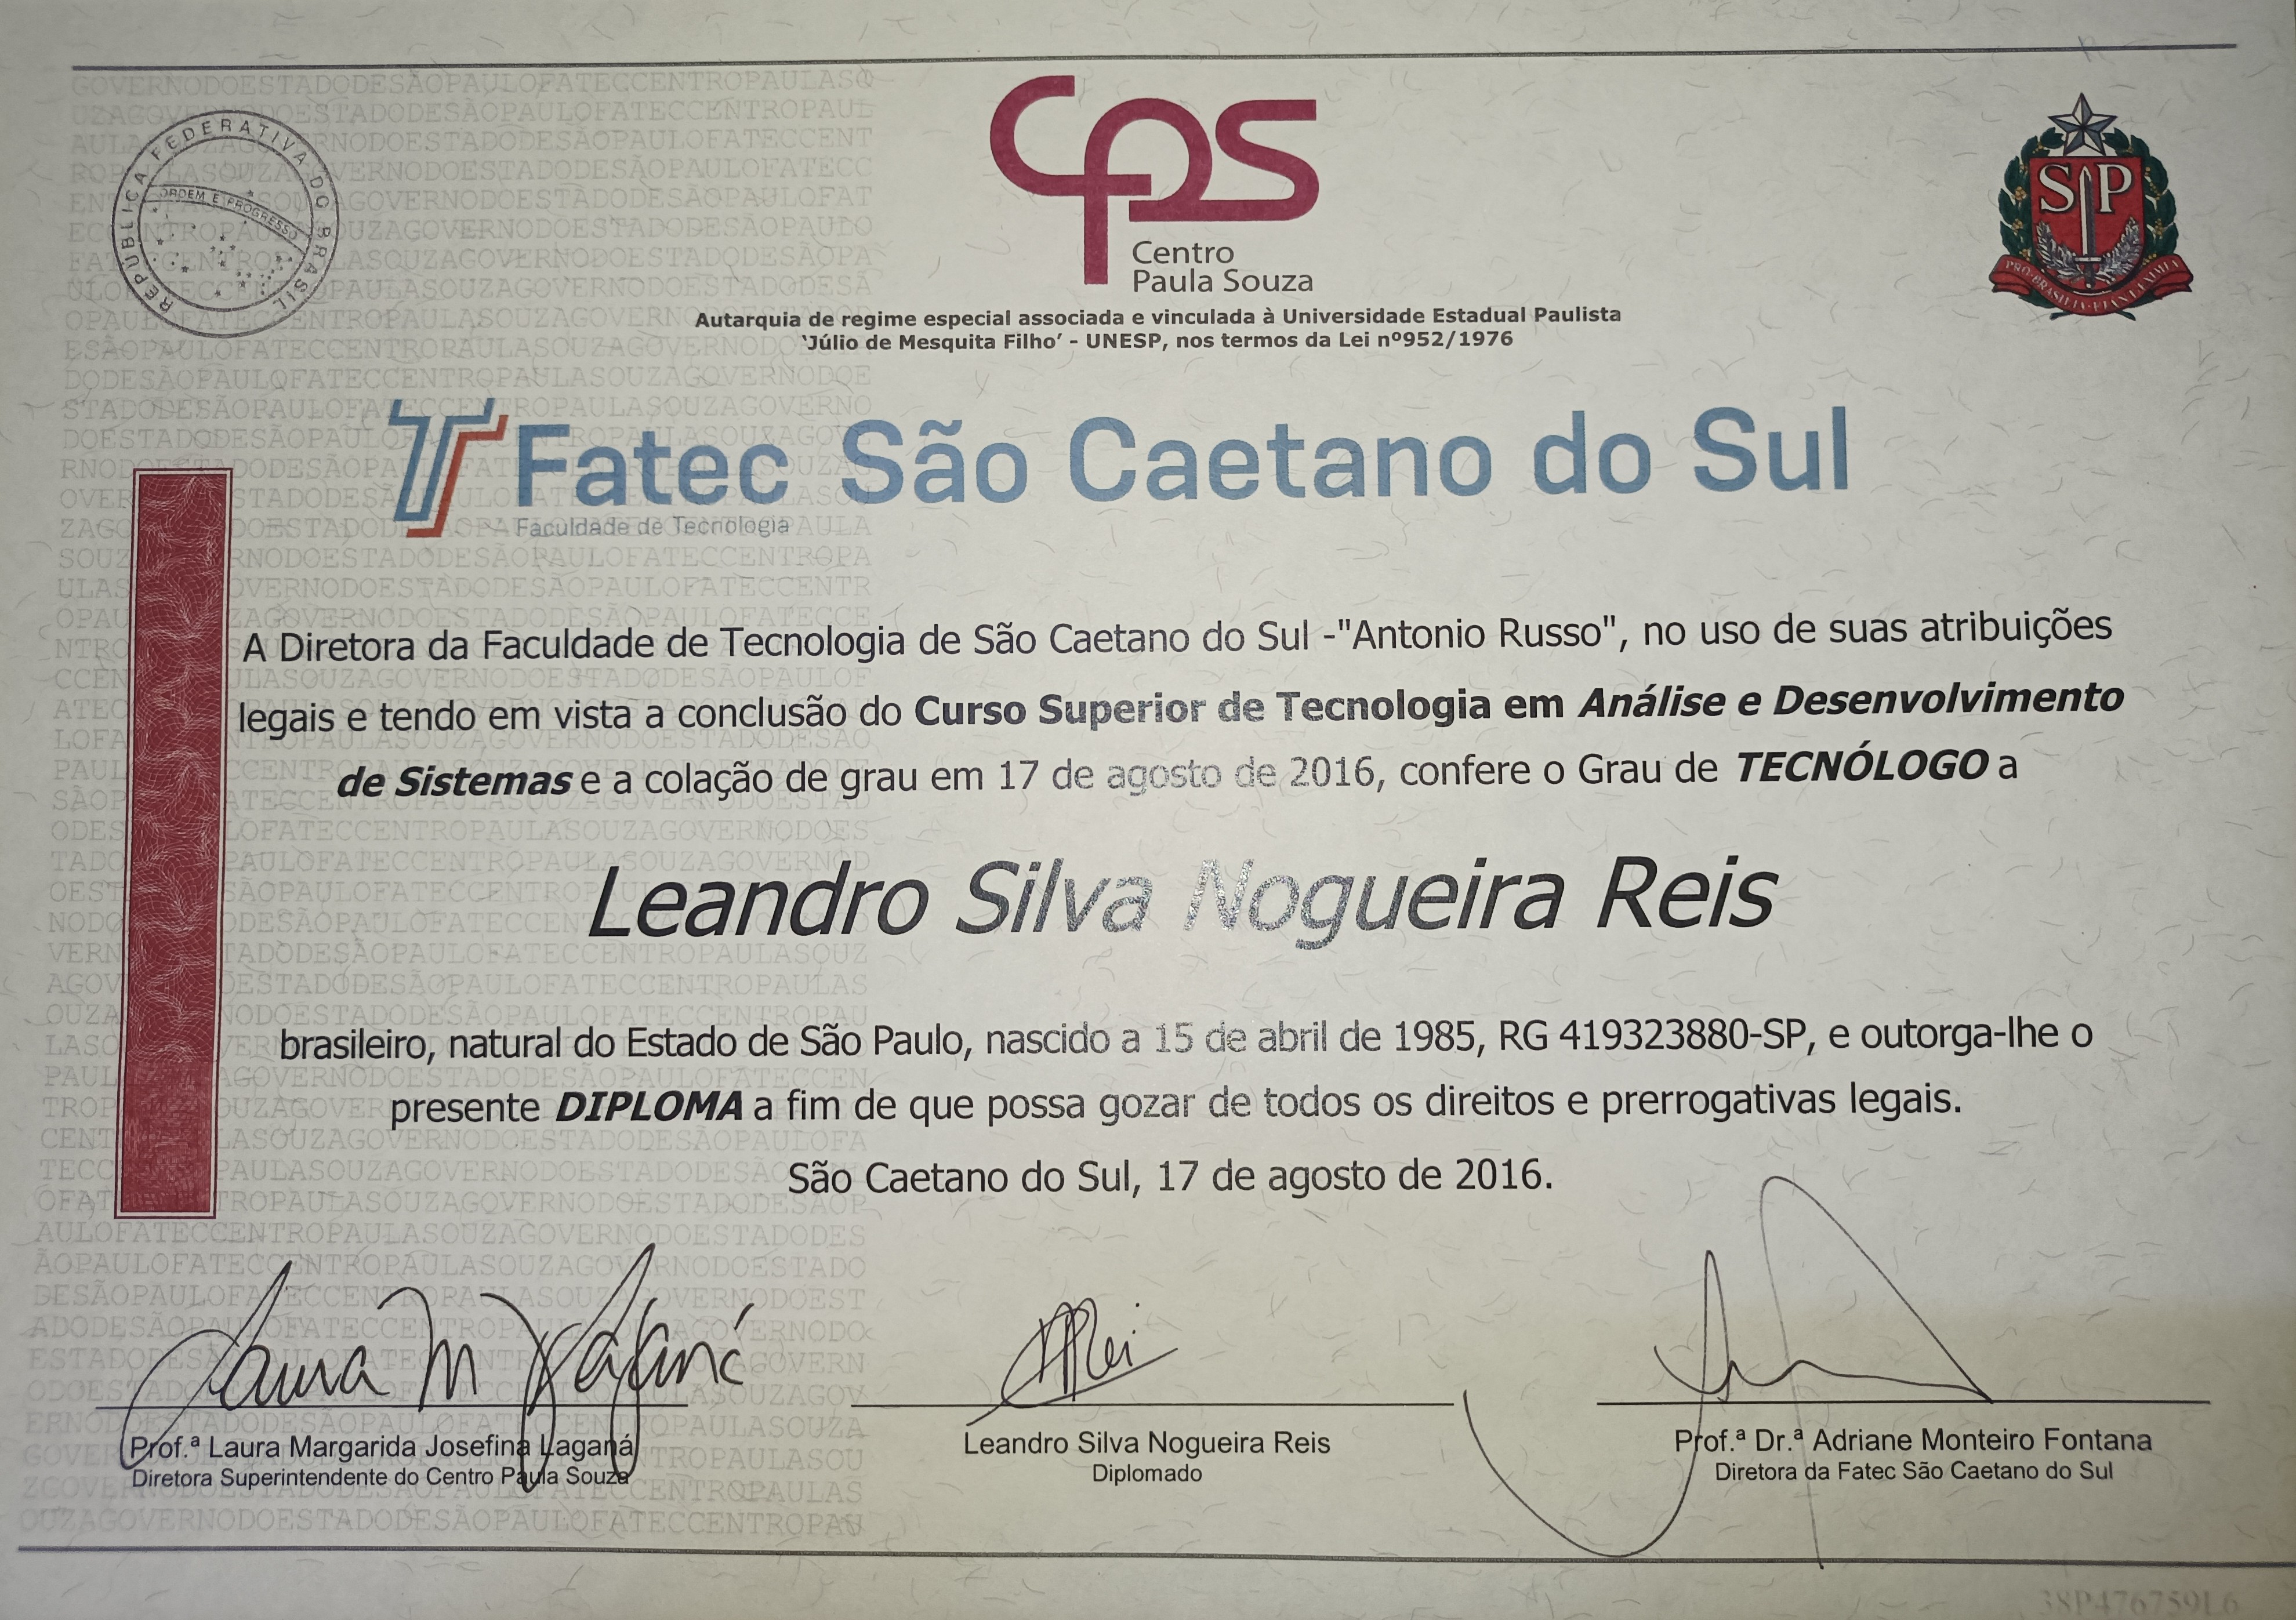 REPUBLICA FEDERATIVA DO BRASIL
ORDEM E PROGRESSO
cps
Centro
Paula Souza
SP
PRO·BRASILIA·FIANT·EXIMIA
Autarquia de regime especial associada e vinculada à Universidade Estadual Paulista
'Júlio de Mesquita Filho' - UNESP, nos termos da Lei nº952/1976
Fatec São Caetano do Sul
Faculdade de Tecnologia
A Diretora da Faculdade de Tecnologia de São Caetano do Sul -"Antonio Russo", no uso de suas atribuições
legais e tendo em vista a conclusão do Curso Superior de Tecnologia em Análise e Desenvolvimento
de Sistemas e a colação de grau em 17 de agosto de 2016, confere o Grau de TECNÓLOGO a
Leandro Silva Nogueira Reis
brasileiro, natural do Estado de São Paulo, nascido a 15 de abril de 1985, RG 419323880-SP, e outorga-lhe o
presente DIPLOMA a fim de que possa gozar de todos os direitos e prerrogativas legais.
São Caetano do Sul, 17 de agosto de 2016.
Laura M Laganá
Prof.ª Laura Margarida Josefina Laganá
Diretora Superintendente do Centro Paula Souza
Leandro Silva Nogueira Reis
Diplomado
Prof.ª Dr.ª Adriane Monteiro Fontana
Diretora da Fatec São Caetano do Sul